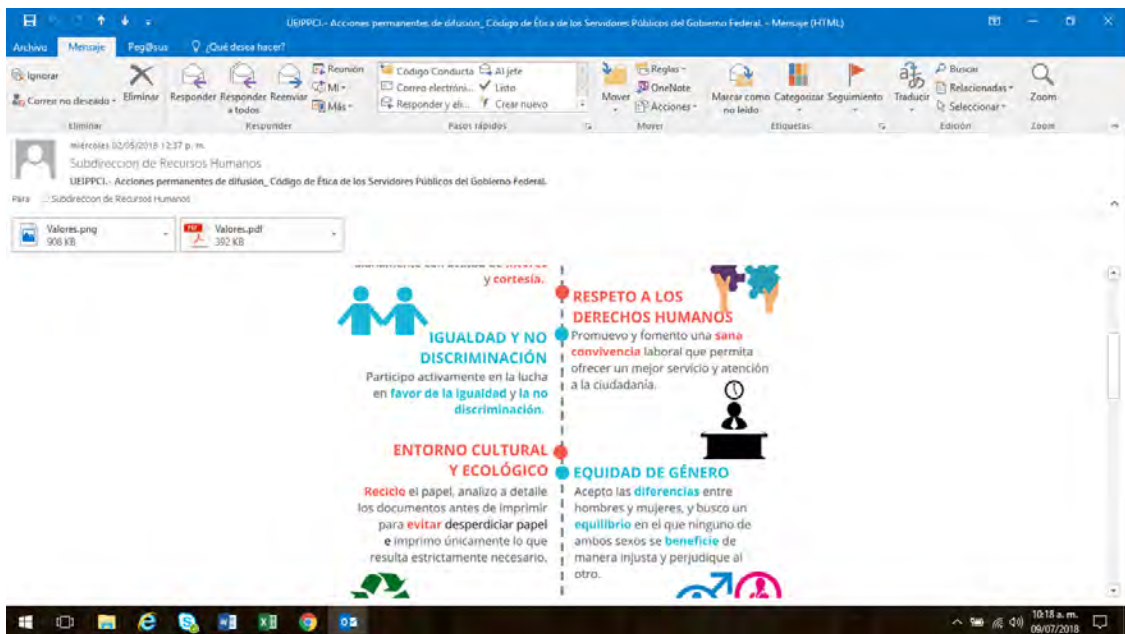 UEIPPCI.- Acciones permanentes de difusión_ Código de Ética de los Servidores Públicos del Gobierno Federal. - Mensaje (HTML)
Archivo Mensaje Peg@sus ¿Qué desea hacer?
Ignorar
Correo no deseado
Eliminar
Responder
Responder a todos
Reenviar
Reunión
MI
Más
Código Conducta
Al jefe
Correo electróni...
Listo
Responder y eli...
Crear nuevo
Mover
Reglas
OneNote
Acciones
Marcar como no leído
Categorizar
Seguimiento
Traducir
Buscar
Relacionadas
Seleccionar
Zoom
Eliminar Responder Pasos rápidos Mover Etiquetas Edición Zoom
miércoles 02/05/2018 12:37 p. m.
Subdireccion de Recursos Humanos
UEIPPCI.- Acciones permanentes de difusión_ Código de Ética de los Servidores Públicos del Gobierno Federal.
Para Subdireccion de Recursos Humanos
Valores.png
908 KB
Valores.pdf
392 KB
y cortesía.
IGUALDAD Y NO
DISCRIMINACIÓN
Participo activamente en la lucha
en favor de la igualdad y la no
discriminación.
RESPETO A LOS
DERECHOS HUMANOS
Promuevo y fomento una sana
convivencia laboral que permita
ofrecer un mejor servicio y atención
a la ciudadanía.
ENTORNO CULTURAL
Y ECOLÓGICO
Reciclo el papel, analizo a detalle
los documentos antes de imprimir
para evitar desperdiciar papel
e imprimo únicamente lo que
resulta estrictamente necesario.
EQUIDAD DE GÉNERO
Acepto las diferencias entre
hombres y mujeres, y busco un
equilibrio en el que ninguno de
ambos sexos se beneficie de
manera injusta y perjudique al
otro.
10:18 a. m.
09/07/2018